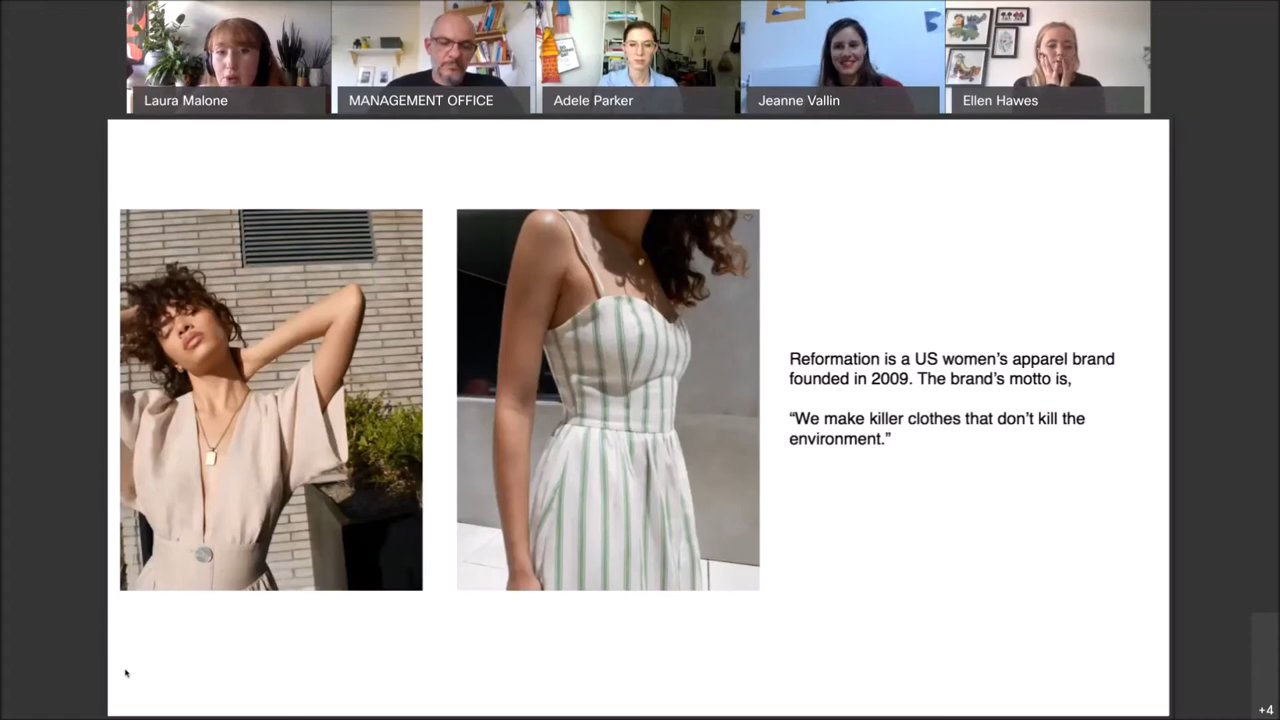 Laura Malone
MANAGEMENT OFFICE
Adele Parker
Jeanne Vallin
Ellen Hawes
Reformation is a US women’s apparel brand
founded in 2009. The brand’s motto is,
“We make killer clothes that don’t kill the
environment.”
+4